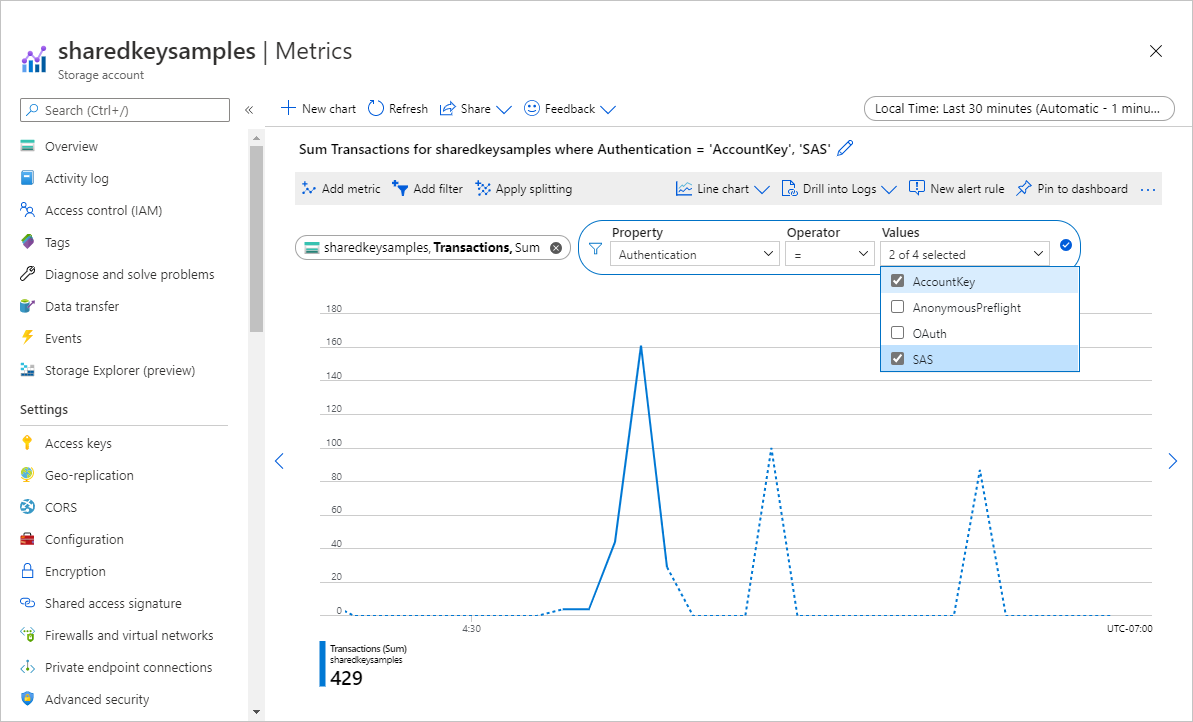 sharedkeysamples | Metrics
Storage account
Search (Ctrl+/)
«
Overview
Activity log
Access control (IAM)
Tags
Diagnose and solve problems
Data transfer
Events
Storage Explorer (preview)
Settings
Access keys
Geo-replication
CORS
Configuration
Encryption
Shared access signature
Firewalls and virtual networks
Private endpoint connections
Advanced security
New chart Refresh Share Feedback
Local Time: Last 30 minutes (Automatic - 1 minu...
Sum Transactions for sharedkeysamples where Authentication = 'AccountKey', 'SAS'
Add metric Add filter Apply splitting Line chart Drill into Logs New alert rule Pin to dashboard ...
sharedkeysamples, Transactions, Sum
Property Operator Values
Authentication = 2 of 4 selected
AccountKey
AnonymousPreflight
OAuth
SAS
180
160
140
120
100
80
60
40
20
0
4:30 UTC-07:00
Transactions (Sum)
sharedkeysamples
429